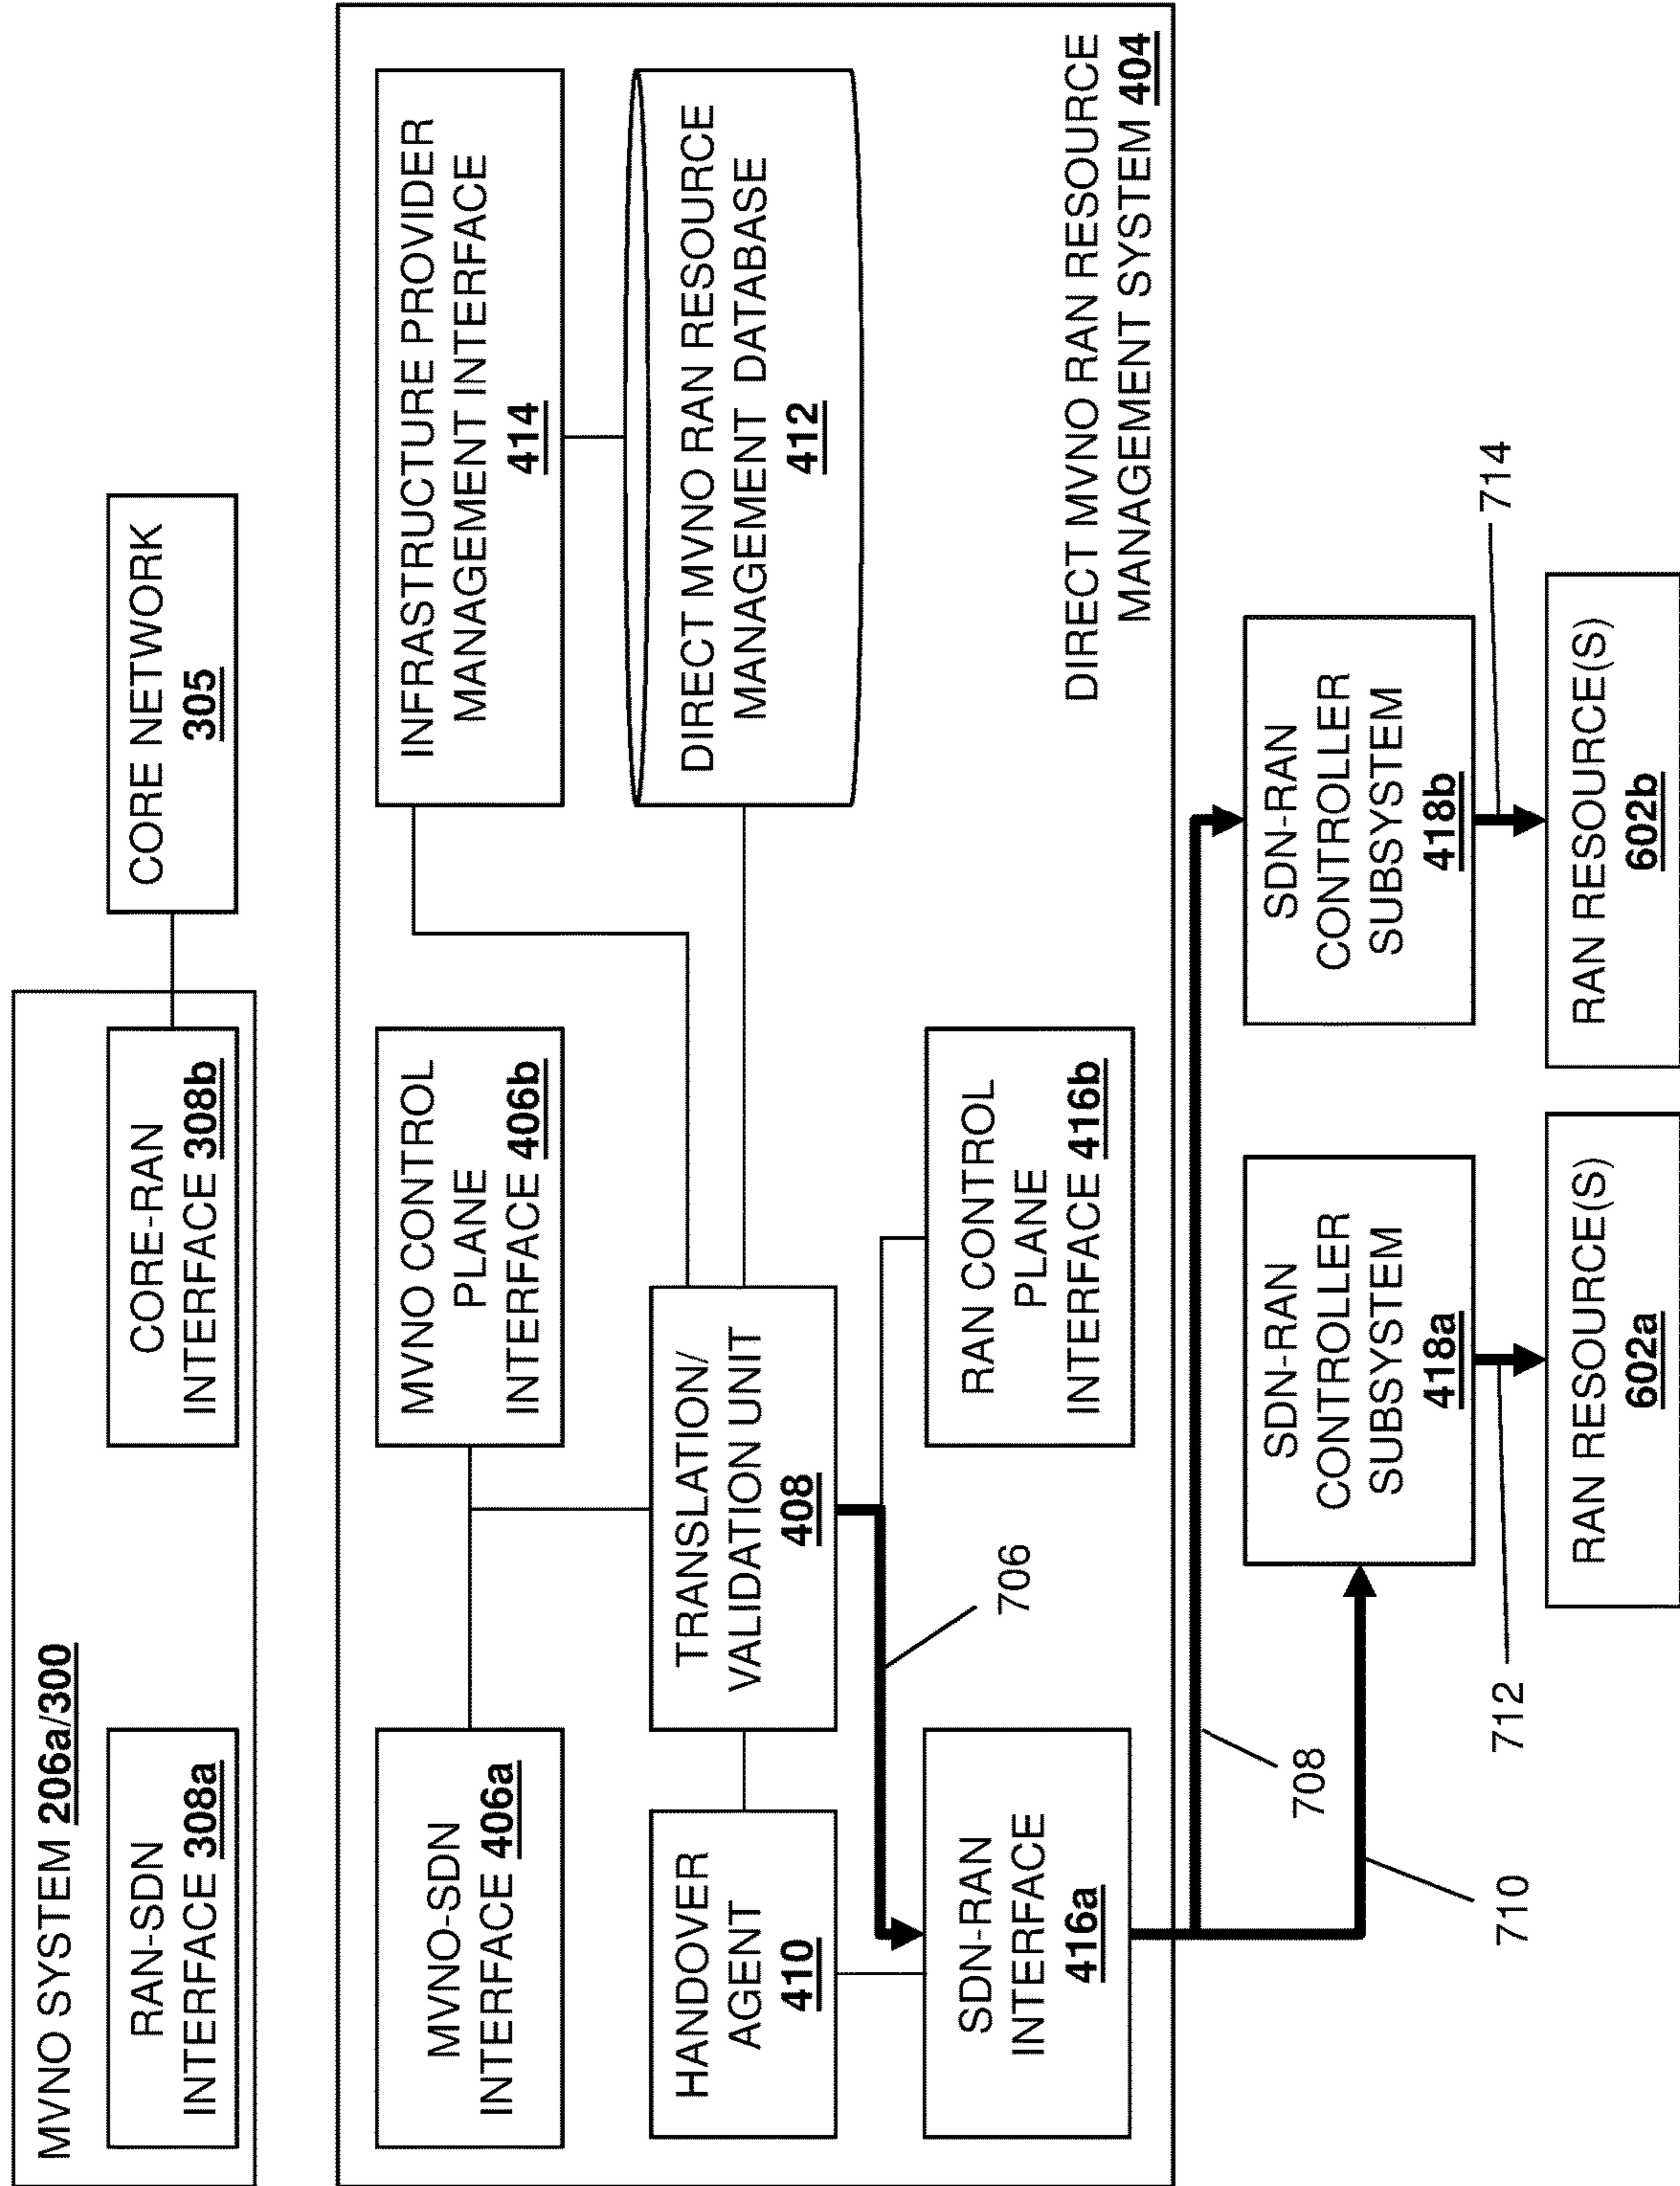 MVNO SYSTEM 206a/300
RAN-SDN
INTERFACE 308a
CORE-RAN
INTERFACE 308b
CORE NETWORK
305
MVNO-SDN
INTERFACE 406a
MVNO CONTROL
PLANE
INTERFACE 406b
INFRASTRUCTURE PROVIDER
MANAGEMENT INTERFACE
414
HANDOVER
AGENT
410
TRANSLATION/
VALIDATION UNIT
408
DIRECT MVNO RAN RESOURCE
MANAGEMENT DATABASE
412
706
SDN-RAN
INTERFACE
416a
RAN CONTROL
PLANE
INTERFACE 416b
DIRECT MVNO RAN RESOURCE
MANAGEMENT SYSTEM 404
708
710
SDN-RAN
CONTROLLER
SUBSYSTEM
418a
SDN-RAN
CONTROLLER
SUBSYSTEM
418b
712
714
RAN RESOURCE(S)
602a
RAN RESOURCE(S)
602b